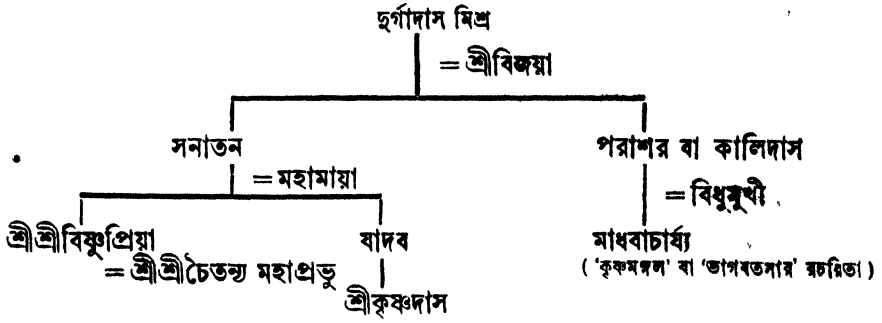 দুর্গাদাস মিশ্র
= শ্রীবিজয়া
সনাতন
পরাশর বা কালিদাস
= মহামায়া
= বিধুমুখী
শ্রীশ্রীবিষ্ণুপ্রিয়া
যাদব
মাধবাচার্য্য
= শ্রীশ্রীচৈতন্য মহাপ্রভু
( 'কৃষ্ণমঙ্গল' বা 'ভাগবতসার' রচয়িতা )
শ্রীকৃষ্ণদাস